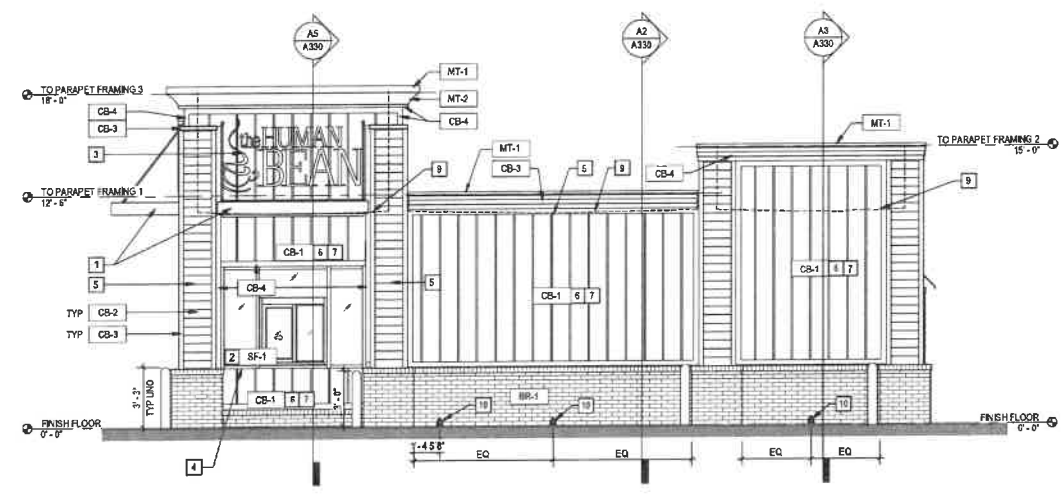 A5
A330
A2
A330
A3
A330
MT-1
TO PARAPET FRAMING 3
18' - 0"
MT-2
CB-4
CB-4
CB-3
MT-1
the HUMAN
BEAN
3
MT-1
TO PARAPET FRAMING 2
15' - 0"
CB-3
5
9
9
CB-4
9
TO PARAPET FRAMING 1
12' - 6"
1
CB-1 6 7
CB-1 6 7
5
CB-4
5
CB-1 6 7
TYP CB-2
TYP CB-3
2 SF-1
3' - 3"
TYP UNO
CB-1 6 7
3' - 0"
BR-1
10
10
10
FINISH FLOOR
0' - 0"
FINISH FLOOR
0' - 0"
4
EQ
EQ
EQ
EQ